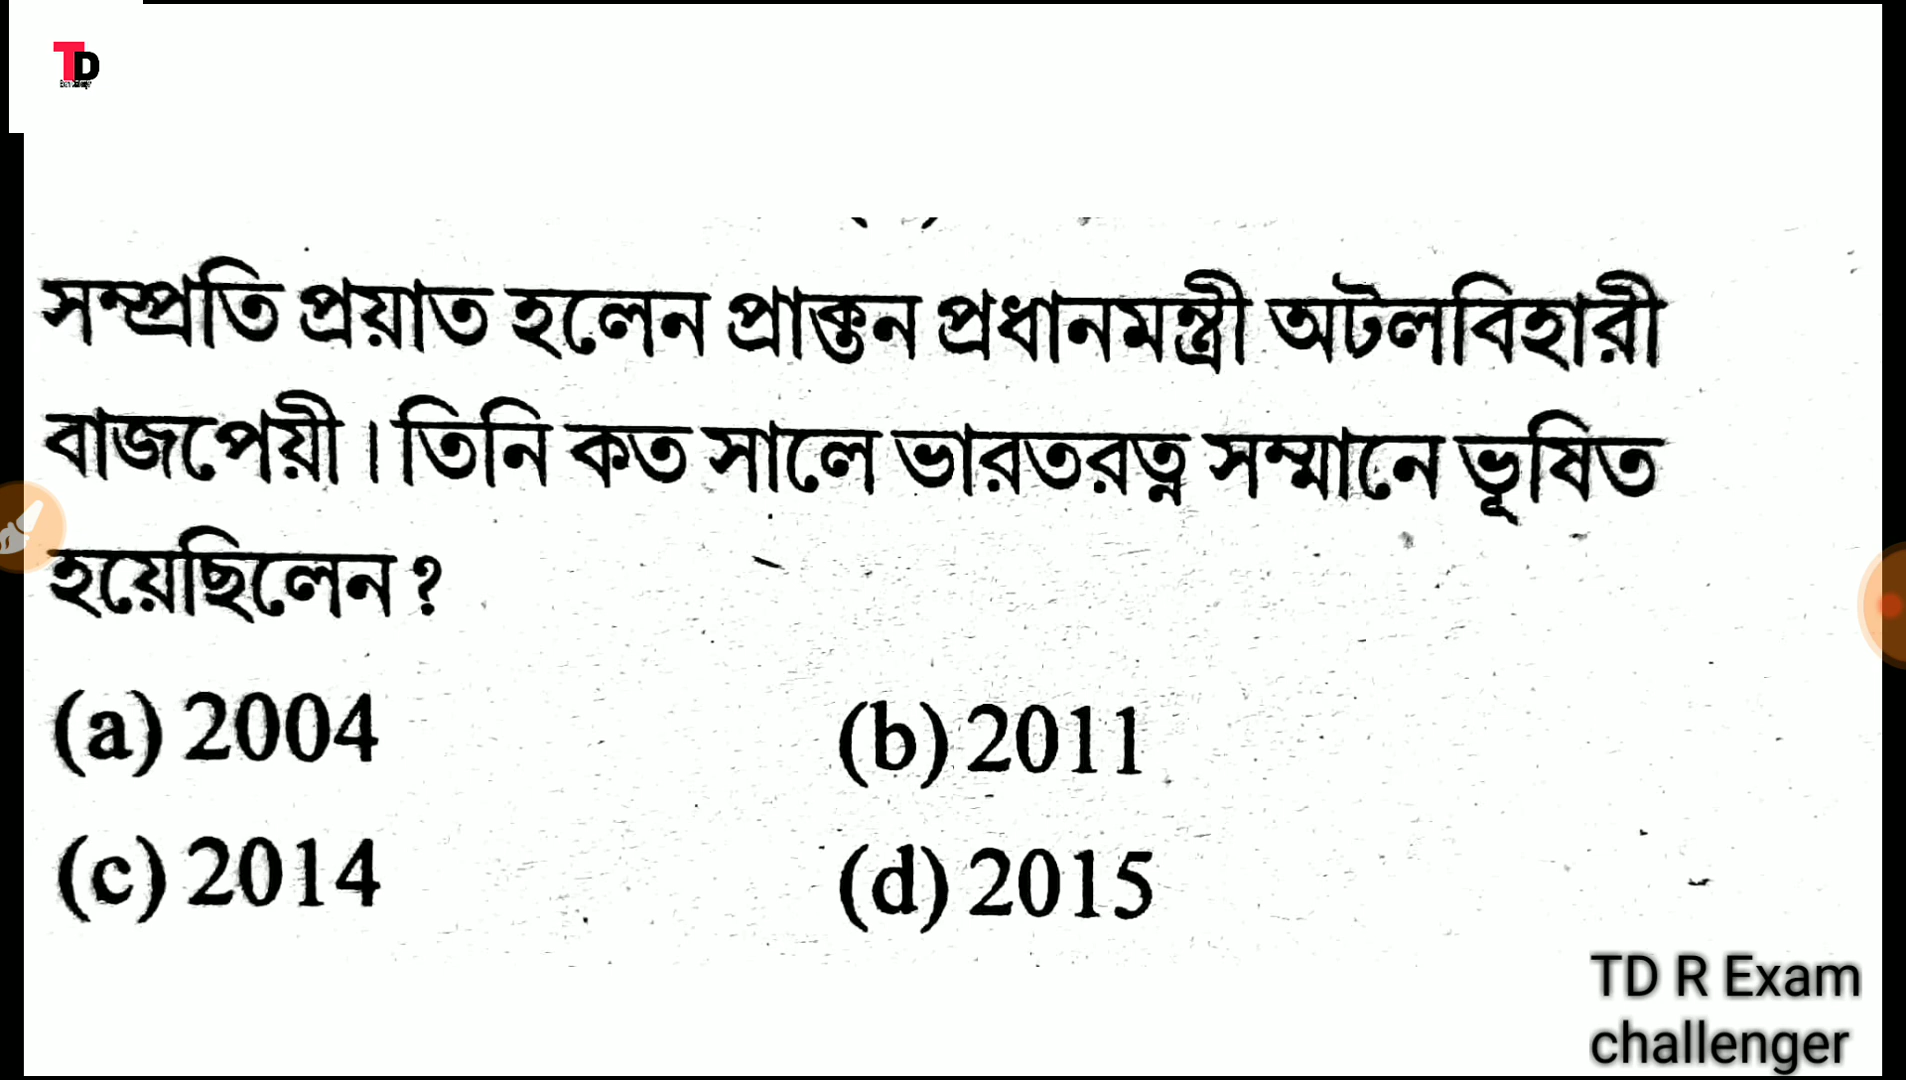 TD
সম্প্রতি প্রয়াত হলেন প্রাক্তন প্রধানমন্ত্রী অটলবিহারী
বাজপেয়ী। তিনি কত সালে ভারতরত্ন সম্মানে ভূষিত
হয়েছিলেন?
(a) 2004 (b) 2011
(c) 2014 (d) 2015
TD R Exam
challenger